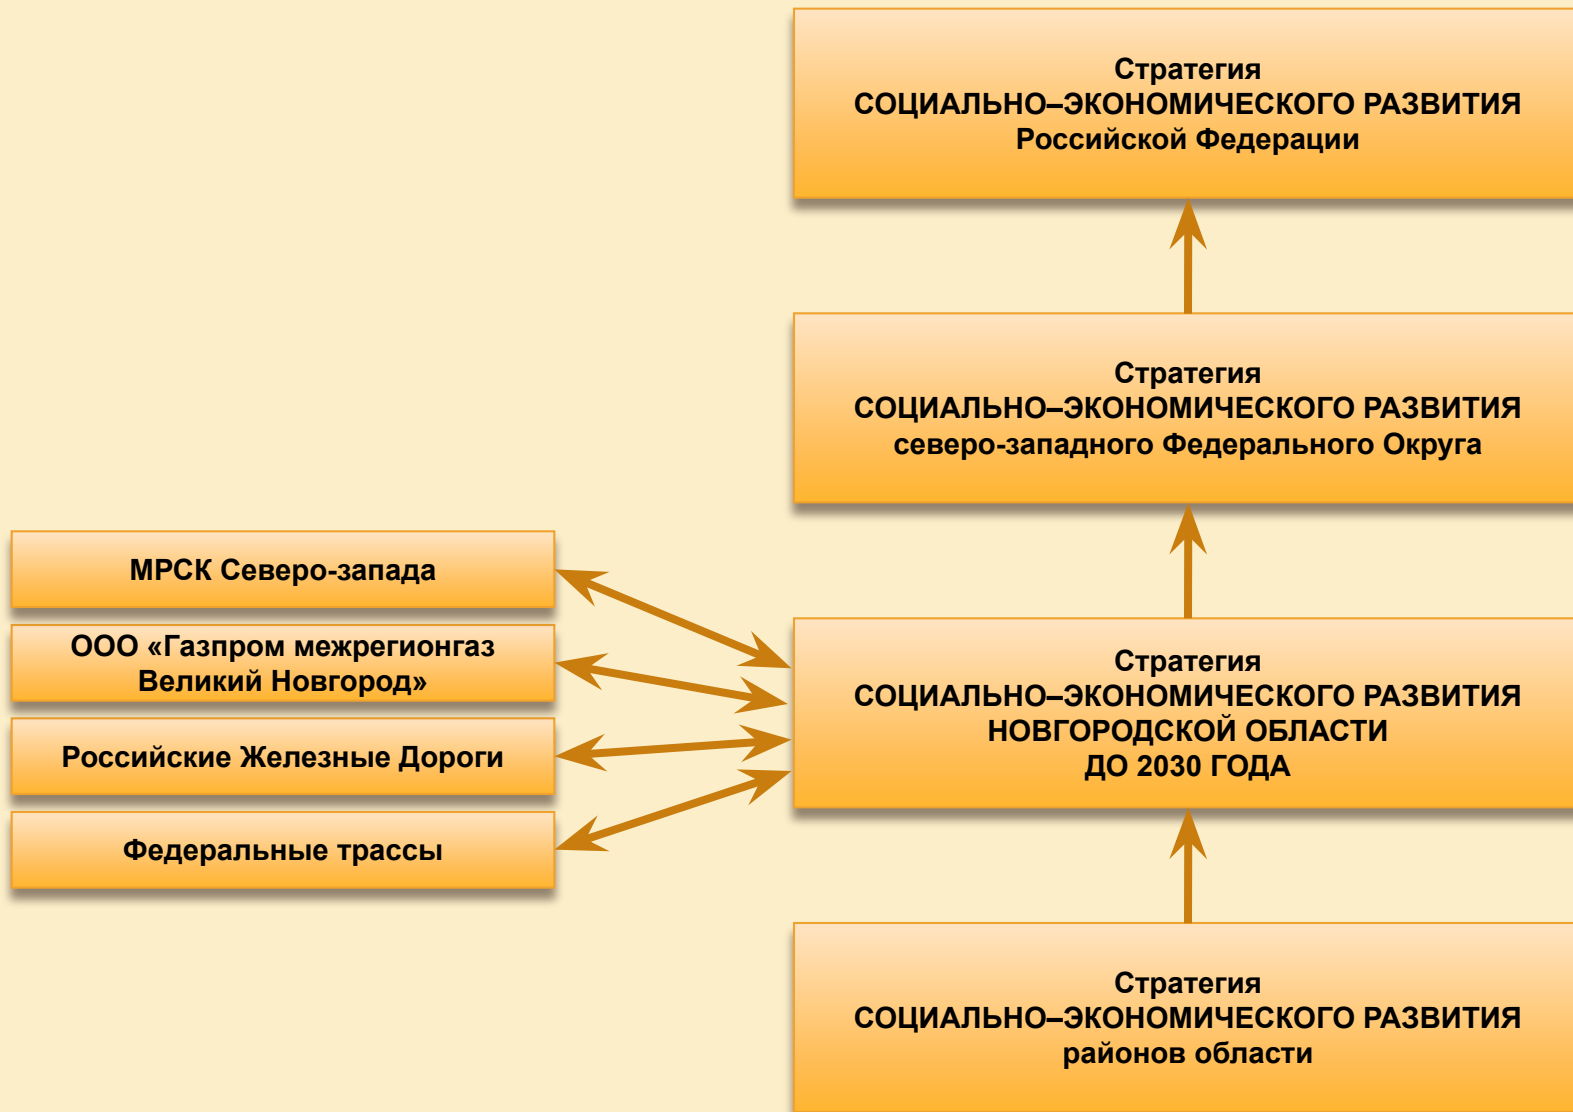 Стратегия
СОЦИАЛЬНО–ЭКОНОМИЧЕСКОГО РАЗВИТИЯ
Российской Федерации
Стратегия
СОЦИАЛЬНО–ЭКОНОМИЧЕСКОГО РАЗВИТИЯ
северо-западного Федерального Округа
МРСК Северо-запада
ООО «Газпром межрегионгаз
Великий Новгород»
Российские Железные Дороги
Федеральные трассы
Стратегия
СОЦИАЛЬНО–ЭКОНОМИЧЕСКОГО РАЗВИТИЯ
НОВГОРОДСКОЙ ОБЛАСТИ
ДО 2030 ГОДА
Стратегия
СОЦИАЛЬНО–ЭКОНОМИЧЕСКОГО РАЗВИТИЯ
районов области